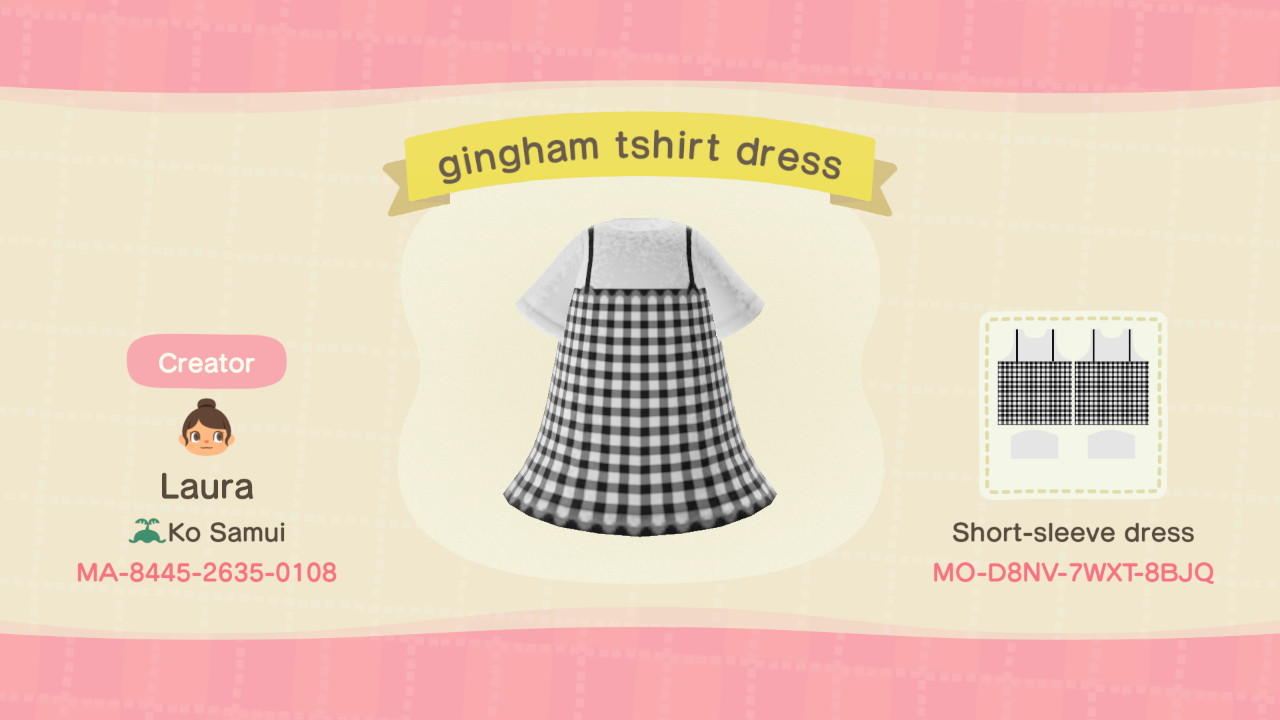 gingham tshirt dress
Creator
Laura
Ko Samui
MA-8445-2635-0108
Short-sleeve dress
MO-D8NV-7WXT-8BJQ